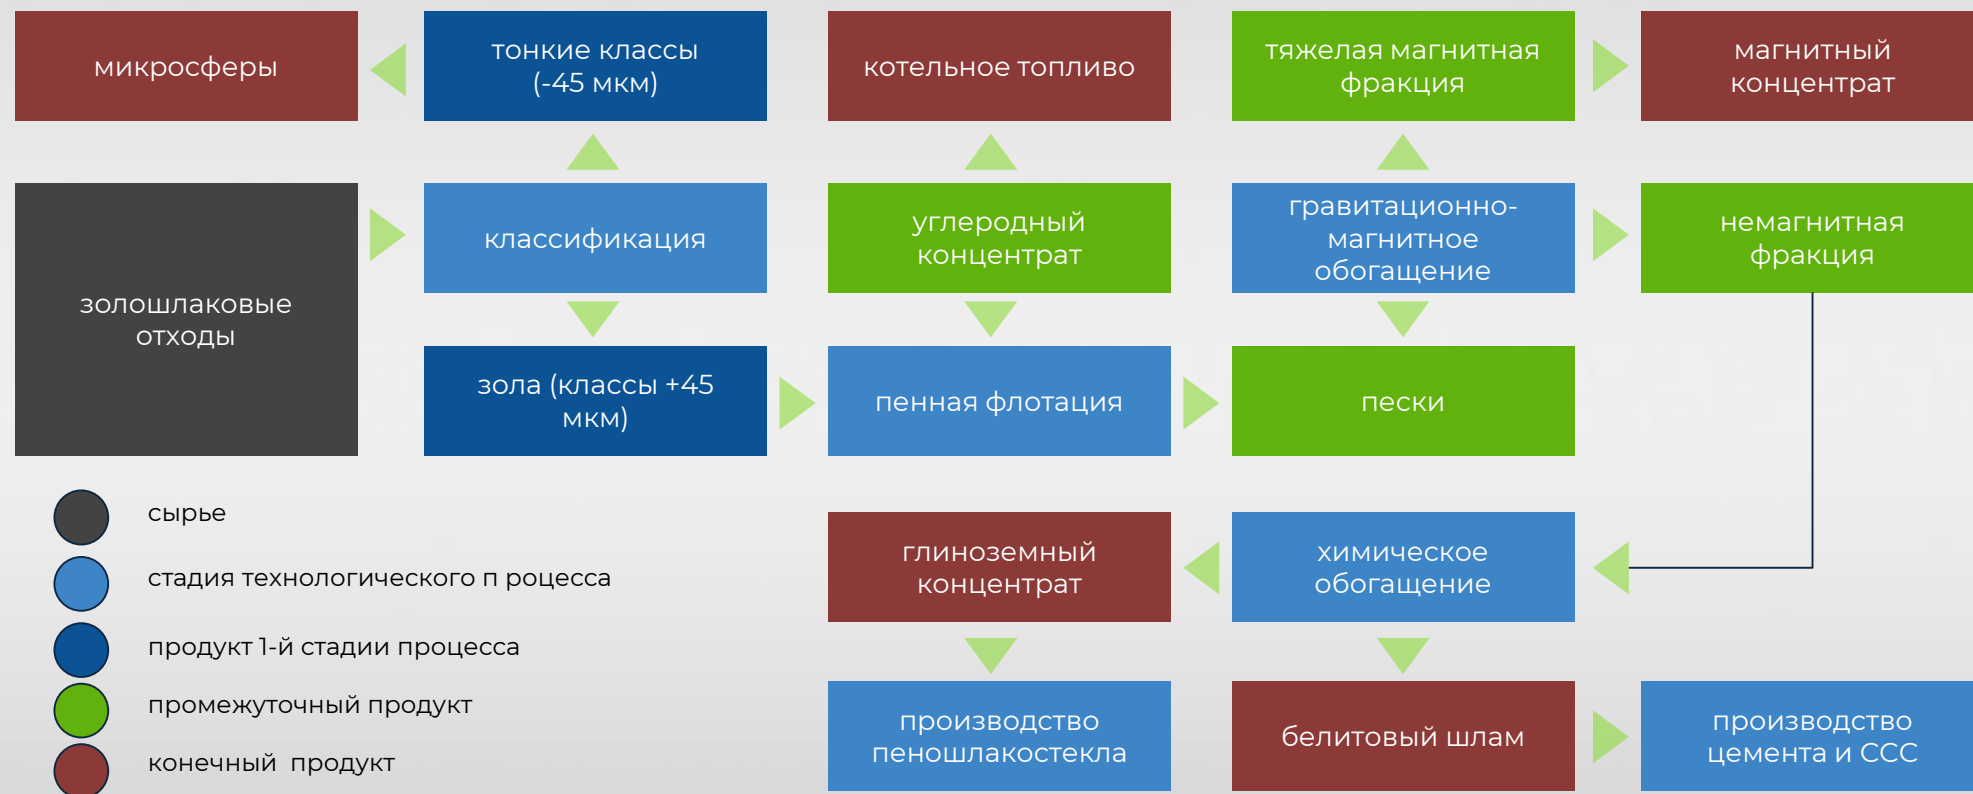 микросферы
тонкие классы
(-45 мкм)
котельное топливо
тяжелая магнитная
фракция
магнитный
концентрат
золошлаковые
отходы
классификация
углеродный
концентрат
гравитационно-
магнитное
обогащение
немагнитная
фракция
зола (классы +45
мкм)
пенная флотация
пески
сырье
стадия технологического п роцесса
продукт 1-й стадии процесса
промежуточный продукт
конечный  продукт
глиноземный
концентрат
химическое
обогащение
производство
пеношлакостекла
белитовый шлам
производство
цемента и ССС